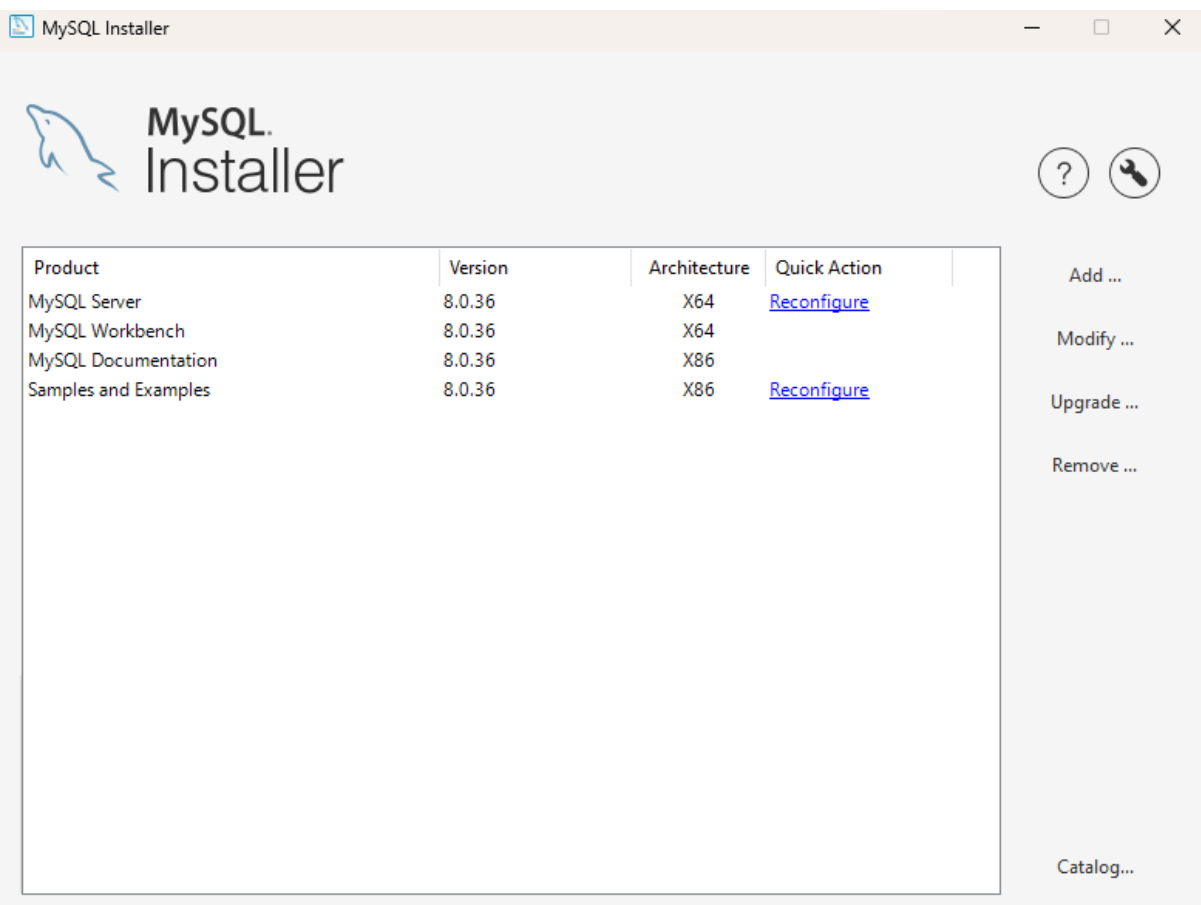 MySQL Installer
MySQL.
Installer
?
Product Version Architecture Quick Action
MySQL Server 8.0.36 X64 Reconfigure
MySQL Workbench 8.0.36 X64
MySQL Documentation 8.0.36 X86
Samples and Examples 8.0.36 X86 Reconfigure
Add ...
Modify ...
Upgrade ...
Remove ...
Catalog...